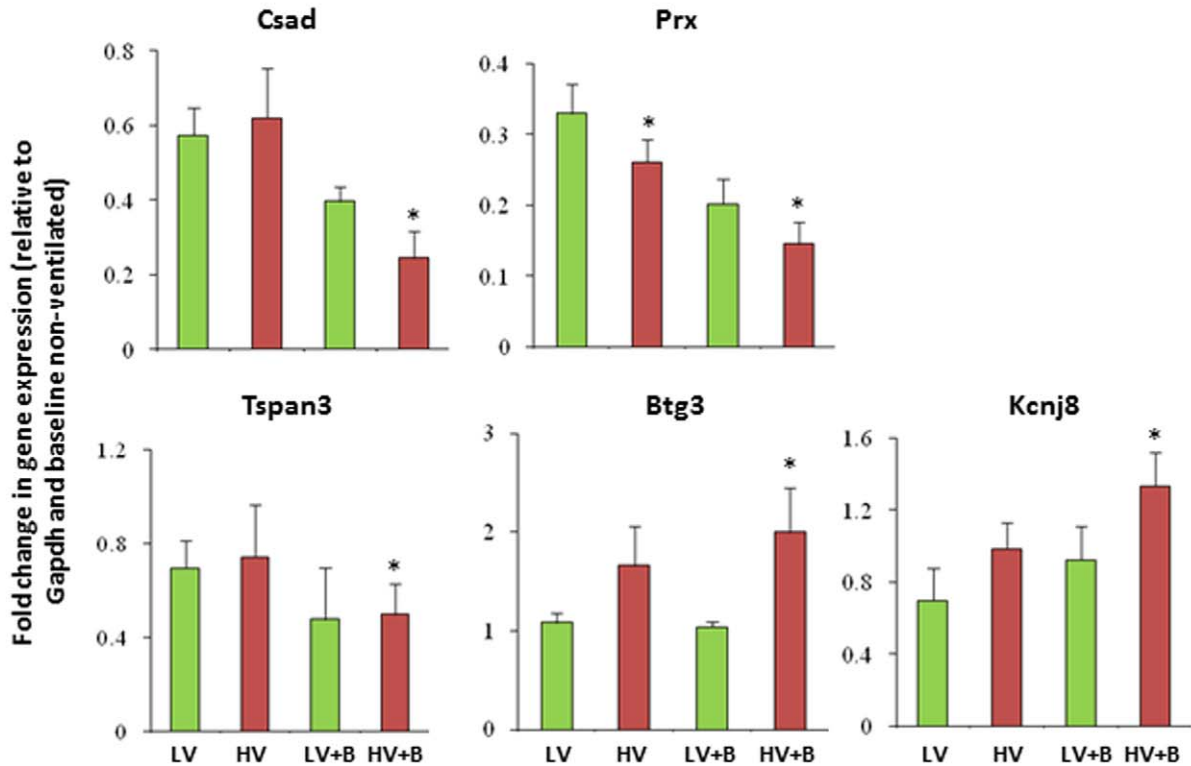 Fold change in gene expression (relative to
Gapdh and baseline non-ventilated)
Csad
0.8
0.6
0.4
0.2
0
*
Prx
0.4
0.3
0.2
0.1
0
*
*
Tspan3
1.2
0.8
0.4
0
*
LV HV LV+B HV+B
Btg3
3
2
1
0
*
LV HV LV+B HV+B
Kcnj8
1.6
1.2
0.8
0.4
0
*
LV HV LV+B HV+B